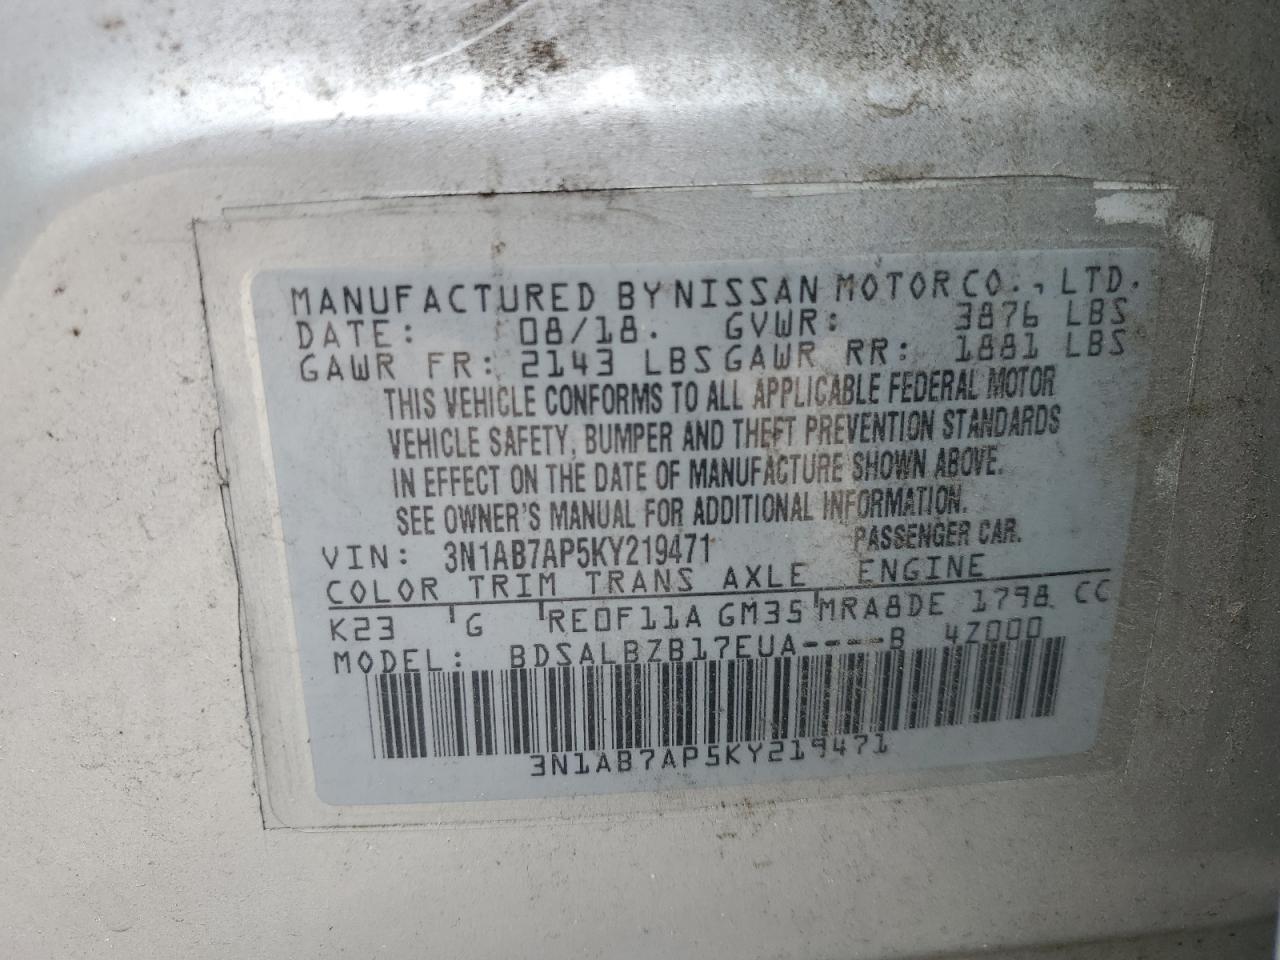 MANUFACTURED BY NISSAN MOTOR CO., LTD.
DATE: 08/18. GVWR: 3876 LBS
GAWR FR: 2143 LBS GAWR RR: 1881 LBS
THIS VEHICLE CONFORMS TO ALL APPLICABLE FEDERAL MOTOR
VEHICLE SAFETY, BUMPER AND THEFT PREVENTION STANDARDS
IN EFFECT ON THE DATE OF MANUFACTURE SHOWN ABOVE.
SEE OWNER'S MANUAL FOR ADDITIONAL INFORMATION.
VIN: 3N1AB7AP5KY219471 PASSENGER CAR.
COLOR TRIM TRANS AXLE ENGINE
K23 G RE0F11A GM35 MRA8DE 1798 CC
MODEL: BDSALBZB17EUA----B 4Z000
3N1AB7AP5KY219471